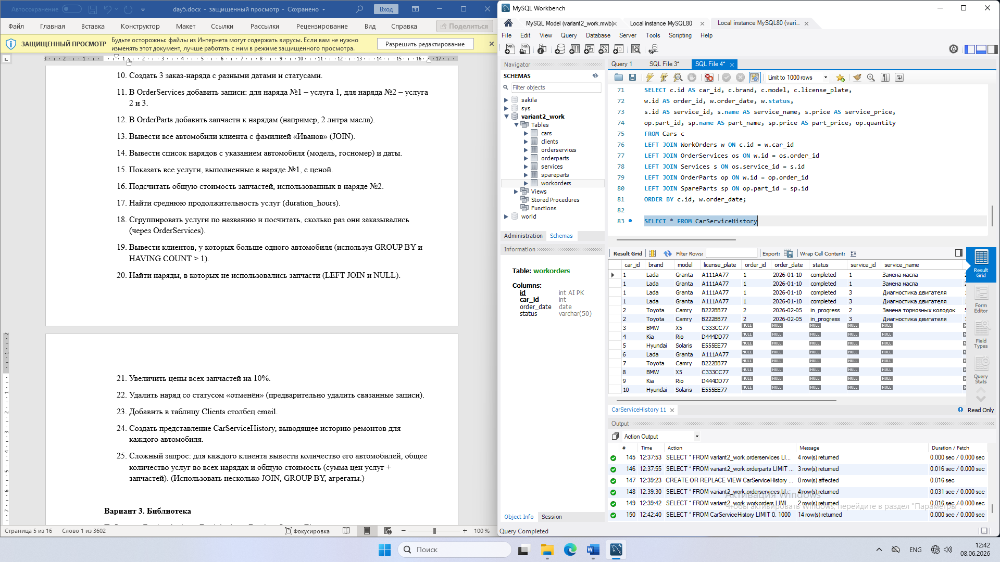 Автосохранение
day5.docx - защищенный просмотр - Сохранено
Вход
Файл Главная Вставка Конструктор Макет Ссылки Рассылки Рецензирование Вид Справка Поделиться
ЗАЩИЩЕННЫЙ ПРОСМОТР
Будьте осторожны: файлы из Интернета могут содержать вирусы. Если вам не нужно
изменять этот документ, лучше работать с ним в режиме защищенного просмотра.
Разрешить редактирование
10. Создать 3 заказ-наряда с разными датами и статусами.
11. В OrderServices добавить записи: для наряда №1 – услуга 1, для наряда №2 – услуга
2 и 3.
12. В OrderParts добавить запчасти к нарядам (например, 2 литра масла).
13. Вывести все автомобили клиента с фамилией «Иванов» (JOIN).
14. Вывести список нарядов с указанием автомобиля (модель, госномер) и даты.
15. Показать все услуги, выполненные в наряде №1, с ценой.
16. Подсчитать общую стоимость запчастей, использованных в наряде №2.
17. Найти среднюю продолжительность услуг (duration_hours).
18. Сгруппировать услуги по названию и посчитать, сколько раз они заказывались
(через OrderServices).
19. Вывести клиентов, у которых больше одного автомобиля (используя GROUP BY и
HAVING COUNT > 1).
20. Найти наряды, в которых не использовались запчасти (LEFT JOIN и NULL).
21. Увеличить цены всех запчастей на 10%.
22. Удалить наряд со статусом «отменён» (предварительно удалить связанные записи).
23. Добавить в таблицу Clients столбец email.
24. Создать представление CarServiceHistory, выводящее историю ремонтов для
каждого автомобиля.
25. Сложный запрос: для каждого клиента вывести количество его автомобилей, общее
количество услуг во всех нарядах и общую стоимость (сумма цен услуг +
запчастей). (Использовать несколько JOIN, GROUP BY, агрегаты.)
Вариант 3. Библиотека
Страница 5 из 16 Слово 1 из 3602 Фокусировка 100 %
MySQL Workbench
MySQL Model (variant2_work.mwb) Local instance MySQL80 Local instance MySQL80 (vari...
File Edit View Query Database Server Tools Scripting Help
Navigator
SCHEMAS
Filter objects
sakila
sys
variant2_work
Tables
cars
clients
orderservices
orderparts
services
spareparts
workorders
Views
Stored Procedures
Functions
world
Administration Schemas
Information
Table: workorders
Columns:
id int AI PK
car_id int
order_date date
status varchar(50)
Object Info Session
Query 1 SQL File 3* SQL File 4*
Limit to 1000 rows
71 SELECT c.id AS car_id, c.brand, c.model, c.license_plate,
72 w.id AS order_id, w.order_date, w.status,
73 s.id AS service_id, s.name AS service_name, s.price AS service_price,
74 op.part_id, sp.name AS part_name, sp.price AS part_price, op.quantity
75 FROM Cars c
76 LEFT JOIN WorkOrders w ON c.id = w.car_id
77 LEFT JOIN OrderServices os ON w.id = os.order_id
78 LEFT JOIN Services s ON os.service_id = s.id
79 LEFT JOIN OrderParts op ON w.id = op.order_id
80 LEFT JOIN SpareParts sp ON op.part_id = sp.id
81 ORDER BY c.id, w.order_date;
82
83 SELECT * FROM CarServiceHistory
Result Grid Filter Rows: Export: Wrap Cell Content:
car_id brand model license_plate order_id order_date status service_id service_name
1 Lada Granta A111AA77 1 2026-01-10 completed 1 Замена масла
1 Lada Granta A111AA77 1 2026-01-10 completed 1 Замена масла
1 Lada Granta A111AA77 1 2026-01-10 completed 3 Диагностика двигателя
1 Lada Granta A111AA77 1 2026-01-10 completed 3 Диагностика двигателя
2 Toyota Camry B222BB77 2 2026-02-05 in_progress 2 Замена тормозных колодок
2 Toyota Camry B222BB77 2 2026-02-05 in_progress 3 Диагностика двигателя
3 BMW X5 C333CC77 NULL NULL NULL NULL NULL
4 Kia Rio D444DD77 NULL NULL NULL NULL NULL
5 Hyundai Solaris E555EE77 NULL NULL NULL NULL NULL
6 Lada Granta A111AA77 NULL NULL NULL NULL NULL
7 Toyota Camry B222BB77 NULL NULL NULL NULL NULL
8 BMW X5 C333CC77 NULL NULL NULL NULL NULL
9 Kia Rio D444DD77 NULL NULL NULL NULL NULL
10 Hyundai Solaris E555EE77 NULL NULL NULL NULL NULL
Result Grid
Form Editor
Field Types
Query Stats
CarServiceHistory 11
Read Only
Output
Action Output
# Time Action Message Duration / Fetch
145 12:37:53 SELECT * FROM variant2_work.orderservices LI... 4 row(s) returned 0.000 sec / 0.000 sec
146 12:37:55 SELECT * FROM variant2_work.orderparts LIMIT ... 3 row(s) returned 0.016 sec / 0.000 sec
147 12:39:23 CREATE OR REPLACE VIEW CarServiceHistory ... 0 row(s) affected 0.016 sec
148 12:39:30 SELECT * FROM variant2_work.orderservices LI... 4 row(s) returned 0.031 sec / 0.000 sec
149 12:39:42 SELECT * FROM variant2_work.workorders LIMI... 2 row(s) returned 0.016 sec / 0.000 sec
150 12:42:40 SELECT * FROM CarServiceHistory LIMIT 0, 1000 14 row(s) returned 0.000 sec / 0.000 sec
Активация Windows
Чтобы активировать Windows, перейдите в раздел "Параметры".
Query Completed
Поиск
ENG
12:42
08.06.2026